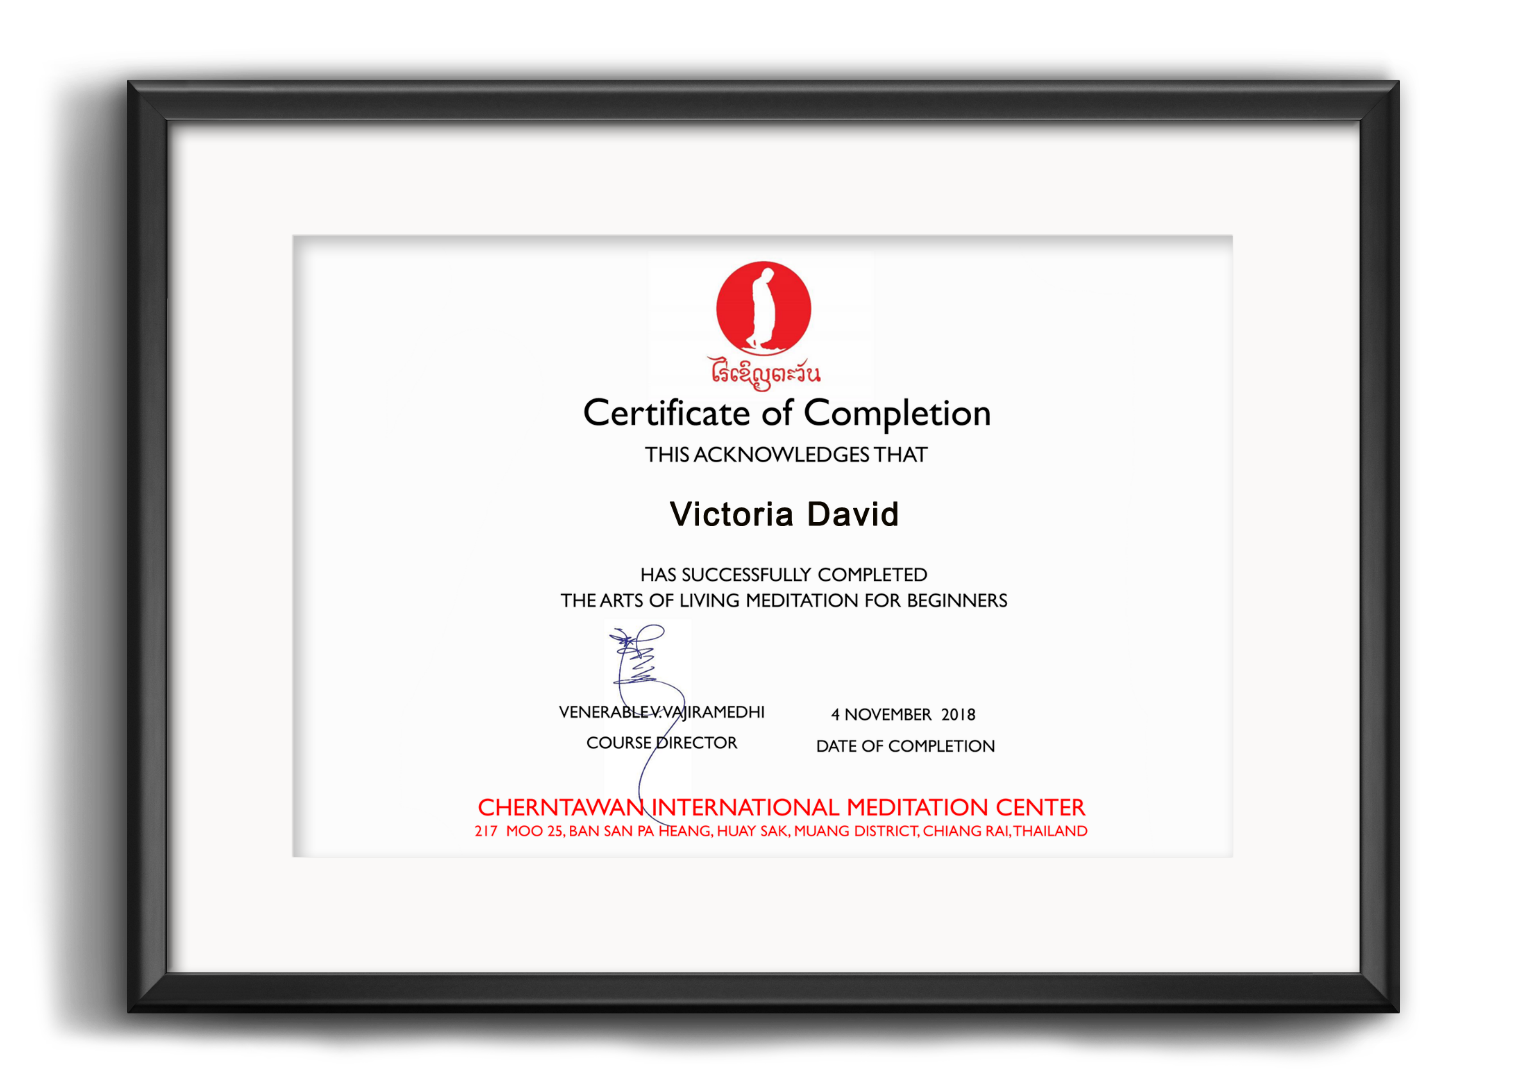 ไร่เชิญตะวัน
Certificate of Completion
THIS ACKNOWLEDGES THAT
Victoria David
HAS SUCCESSFULLY COMPLETED
THE ARTS OF LIVING MEDITATION FOR BEGINNERS
VENERABLE V. VAJIRAMEDHI
4 NOVEMBER 2018
COURSE DIRECTOR
DATE OF COMPLETION
CHERNTAWAN INTERNATIONAL MEDITATION CENTER
217 MOO 25, BAN SAN PA HEANG, HUAY SAK, MUANG DISTRICT, CHIANG RAI, THAILAND